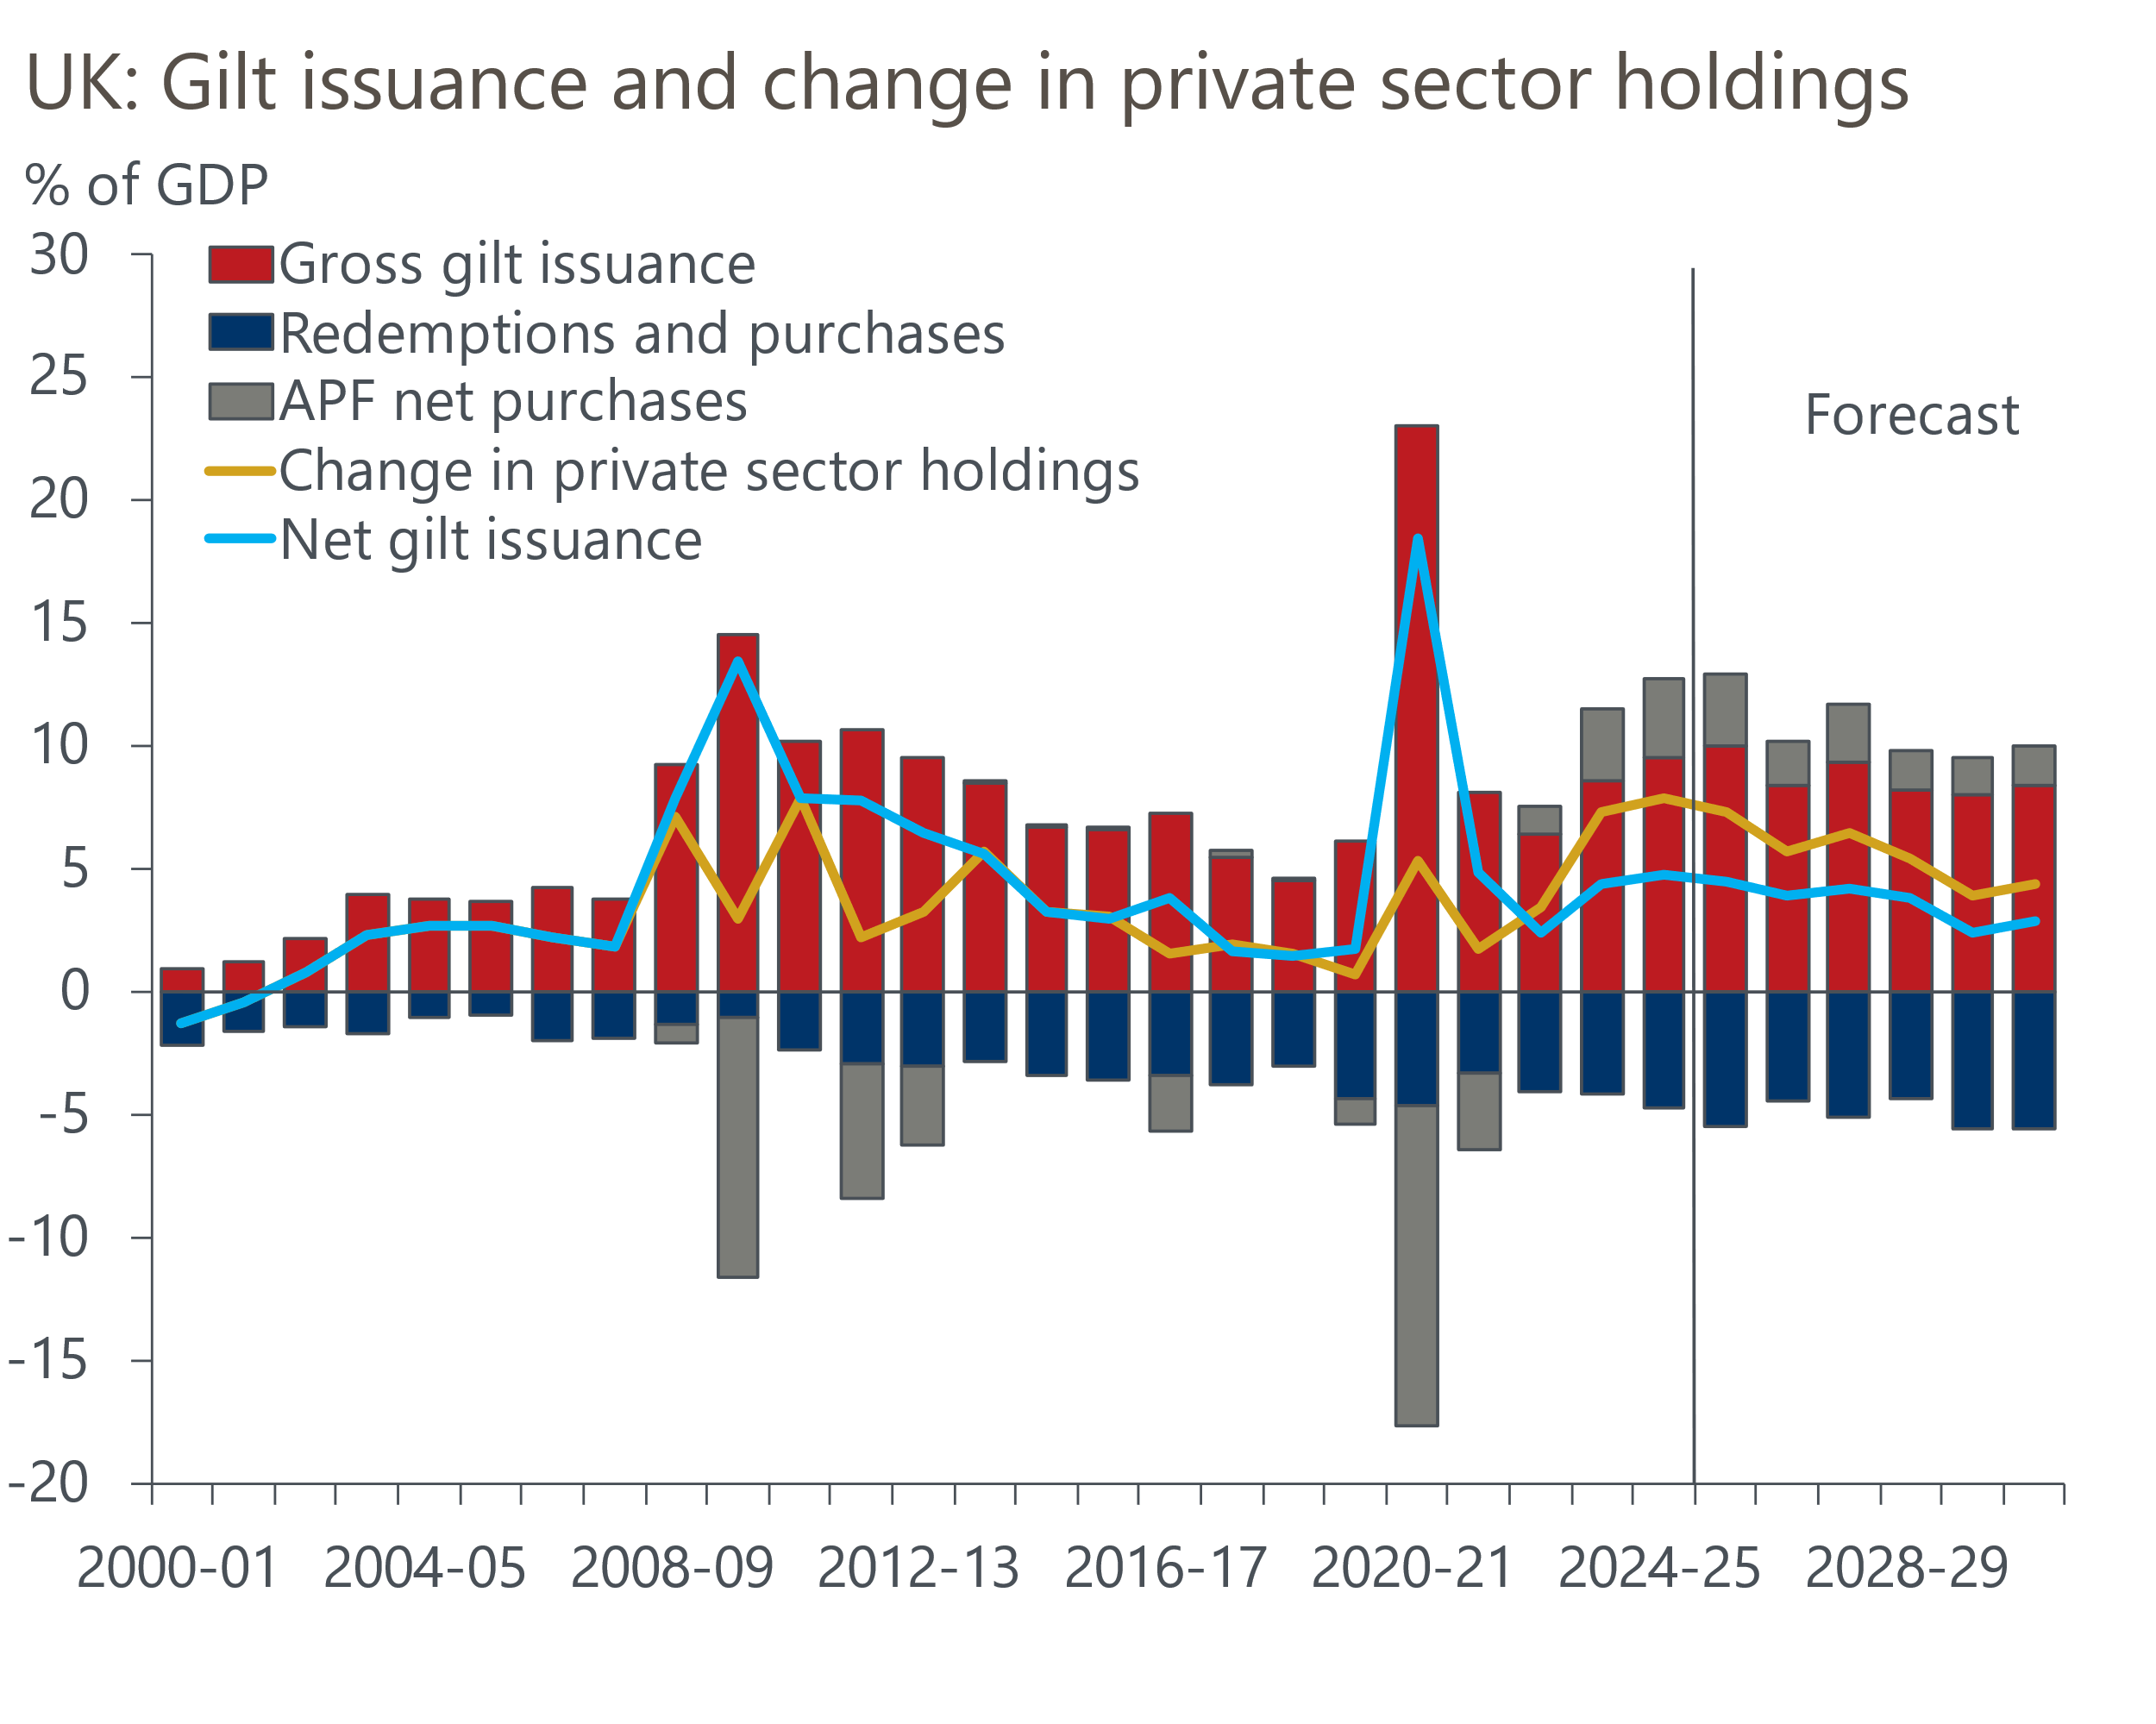 UK: Gilt issuance and change in private sector holdings
% of GDP
30
25
20
15
10
5
0
-5
-10
-15
-20
Gross gilt issuance
Redemptions and purchases
APF net purchases
Change in private sector holdings
Net gilt issuance
Forecast
2000-01 2004-05 2008-09 2012-13 2016-17 2020-21 2024-25 2028-29